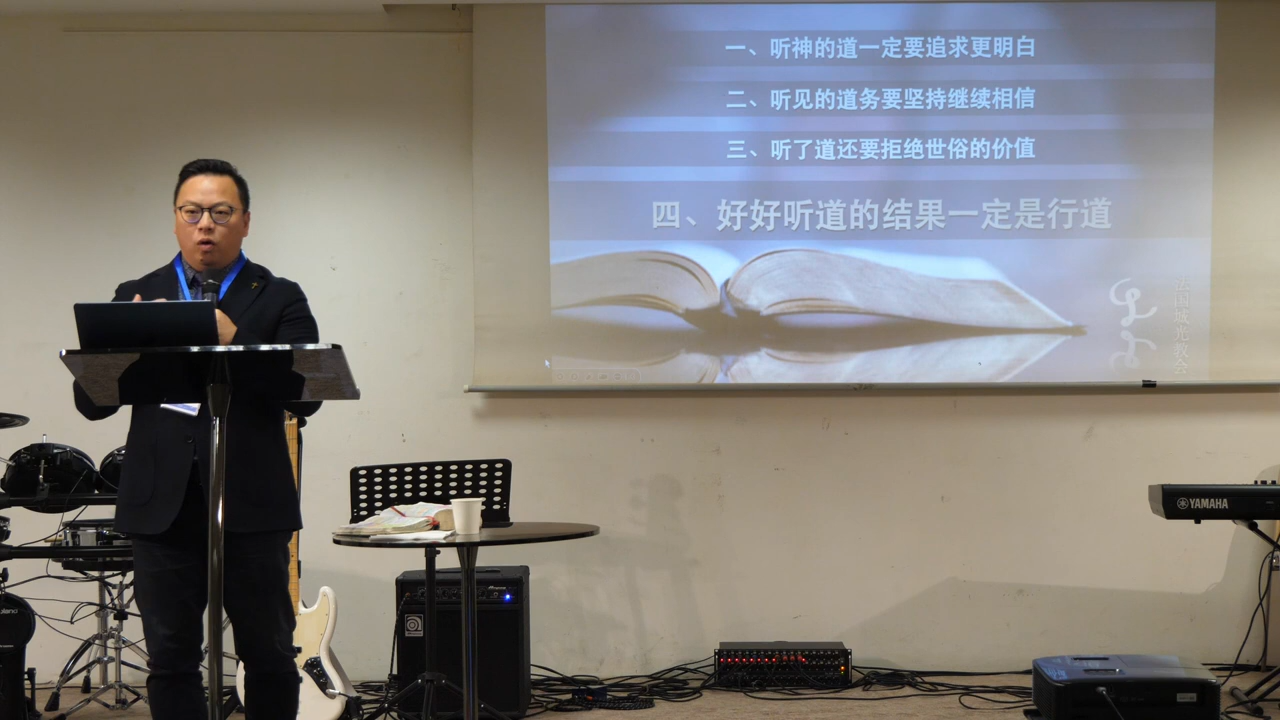 一、听神的道一定要追求更明白
二、听见的道务要坚持继续相信
三、听了道还要拒绝世俗的价值
四、好好听道的结果一定是行道
法国城光教会
YAMAHA